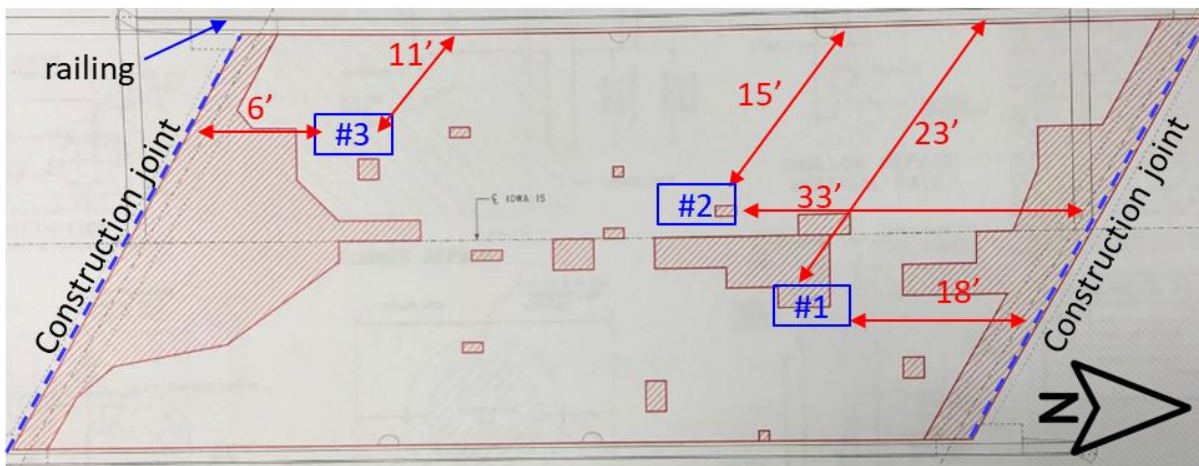 railing
11'
15'
23'
6'
#3
Construction joint
℄ IOWA 15
#2
33'
#1
18'
Construction joint
N